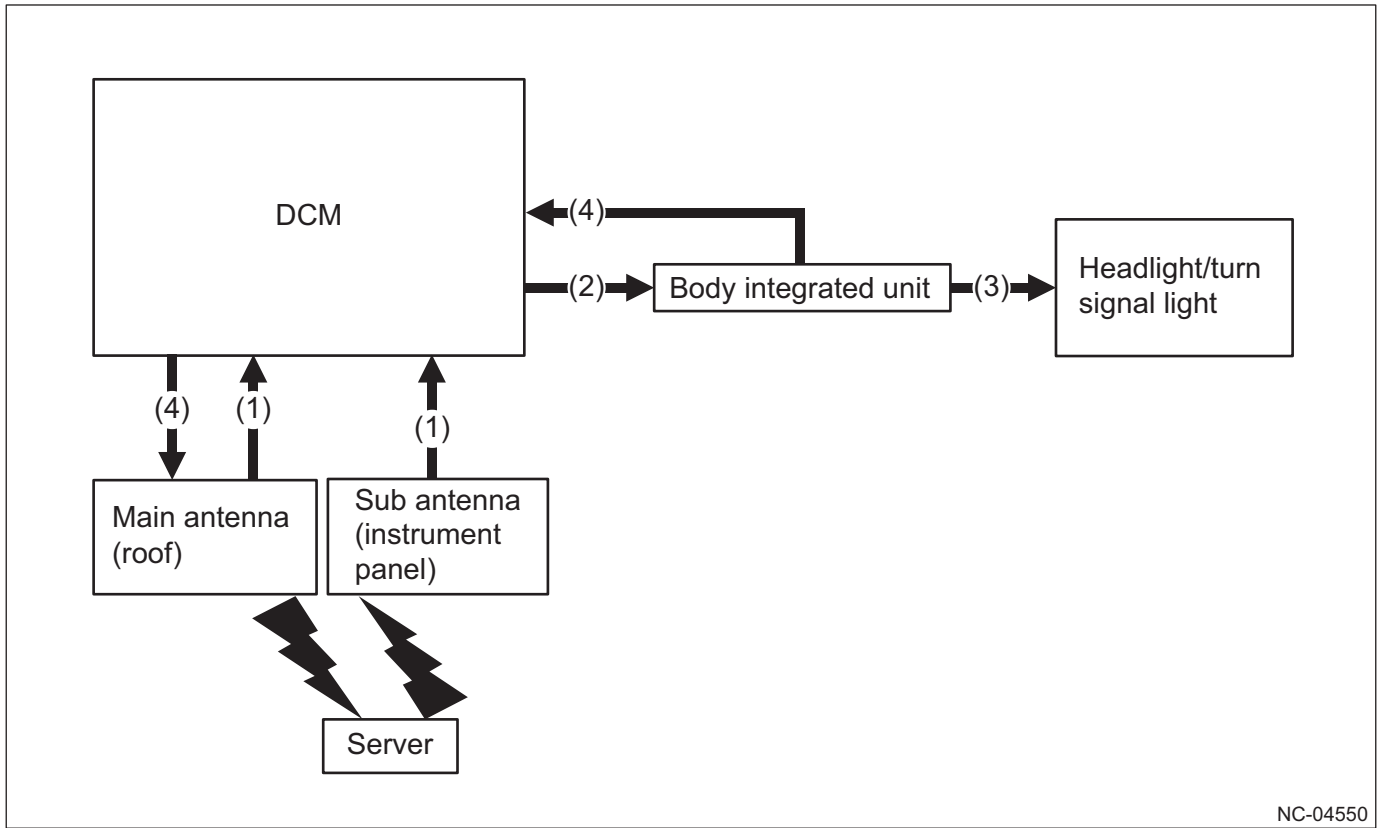 DCM
(4)
(2)
Body integrated unit
(3)
Headlight/turn
signal light
(4)
(1)
(1)
Main antenna
(roof)
Sub antenna
(instrument
panel)
Server
NC-04550